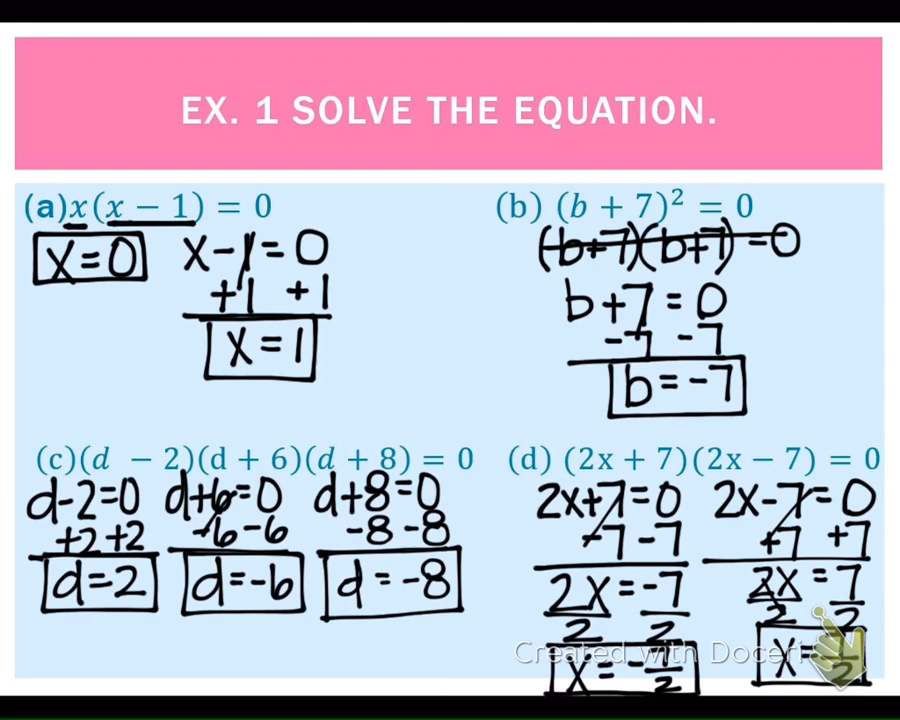 EX. 1 SOLVE THE EQUATION.
(a) x(x − 1) = 0
x=0
x-1=0
+1 +1
x=1
(b) (b + 7)² = 0
(b+7)(b+7)=0
b+7=0
-7 -7
b=-7
(c)(d − 2)(d + 6)(d + 8) = 0
d-2=0 d+6=0 d+8=0
+2 +2 -6 -6 -8 -8
d=2 d=-6 d=-8
(d) (2x + 7)(2x − 7) = 0
2x+7=0 2x-7=0
-7 -7 +7 +7
2x=-7 2x=7
2 2 2 2
Created with Doceri
x=-7/2